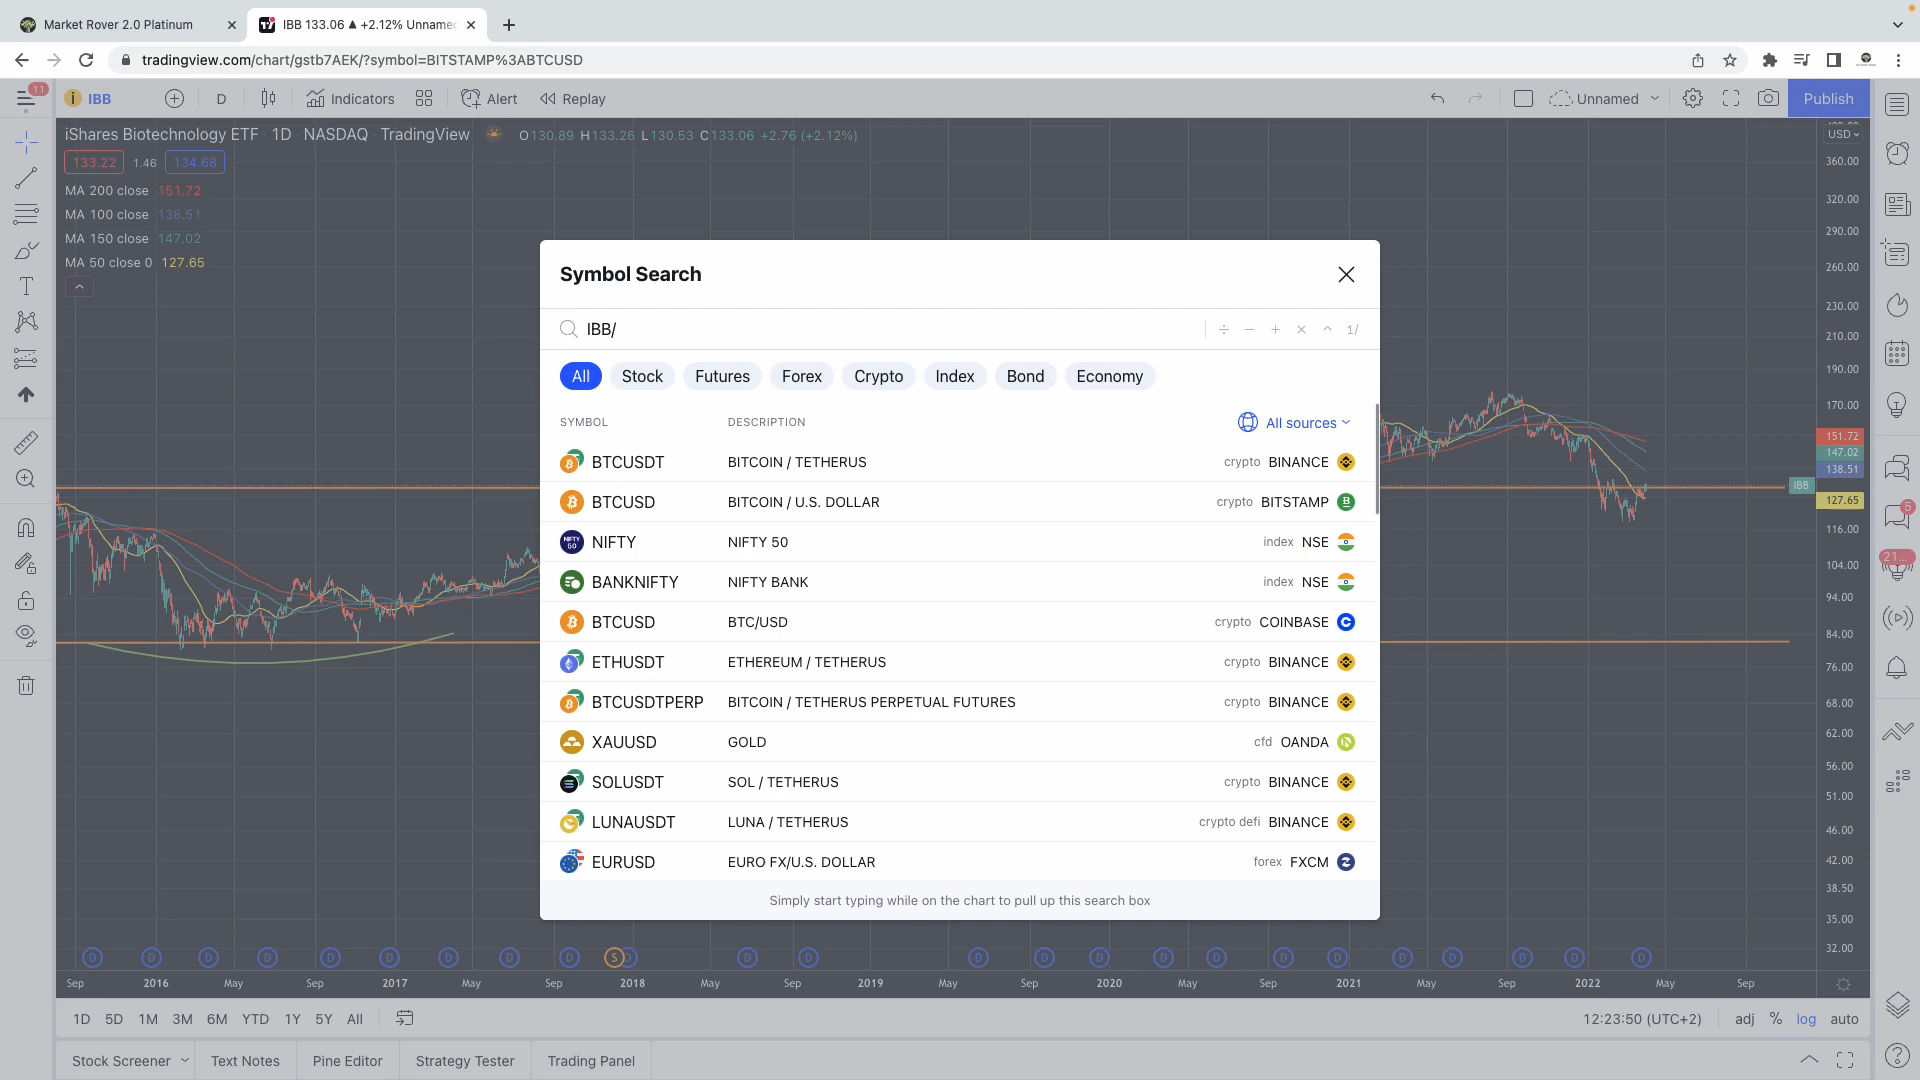 Market Rover 2.0 Platinum
IBB 133.06 ▲ +2.12% Unnamed
tradingview.com/chart/gstb7AEK/?symbol=BITSTAMP%3ABTCUSD
11
IBB
D
Indicators
Alert
Replay
Unnamed
Publish
iShares Biotechnology ETF 1D NASDAQ TradingView
O130.89 H133.26 L130.53 C133.06 +2.76 (+2.12%)
133.22 1.46 134.68
MA 200 close 151.72
MA 100 close 138.51
MA 150 close 147.02
MA 50 close 0 127.65
USD
360.00
320.00
290.00
260.00
230.00
210.00
190.00
170.00
151.72
147.02
138.51
IBB
127.65
116.00
104.00
94.00
84.00
76.00
68.00
62.00
56.00
51.00
46.00
42.00
38.50
35.00
32.00
5
21...
Symbol Search
IBB/
÷ − + × ^ 1/
All Stock Futures Forex Crypto Index Bond Economy
SYMBOL DESCRIPTION All sources
BTCUSDT BITCOIN / TETHERUS crypto BINANCE
BTCUSD BITCOIN / U.S. DOLLAR crypto BITSTAMP
NIFTY 50 NIFTY NIFTY 50 index NSE
BANKNIFTY NIFTY BANK index NSE
BTCUSD BTC/USD crypto COINBASE
ETHUSDT ETHEREUM / TETHERUS crypto BINANCE
BTCUSDTPERP BITCOIN / TETHERUS PERPETUAL FUTURES crypto BINANCE
XAUUSD GOLD cfd OANDA
SOLUSDT SOL / TETHERUS crypto BINANCE
LUNAUSDT LUNA / TETHERUS crypto defi BINANCE
EURUSD EURO FX/U.S. DOLLAR forex FXCM
Simply start typing while on the chart to pull up this search box
D D D D D D D D D S D D D D D D D D D D D D D D D
Sep 2016 May Sep 2017 May Sep 2018 May Sep 2019 May Sep 2020 May Sep 2021 May Sep 2022 May Sep
1D 5D 1M 3M 6M YTD 1Y 5Y All
12:23:50 (UTC+2) adj % log auto
Stock Screener Text Notes Pine Editor Strategy Tester Trading Panel